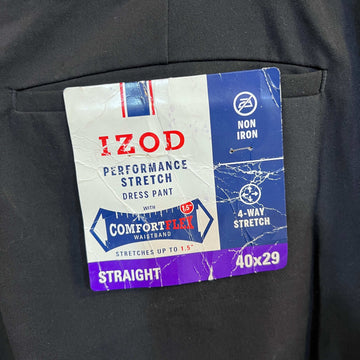 IZOD
PERFORMANCE
STRETCH
DRESS PANT
WITH
1.5"
COMFORTFLEX
WAISTBAND
STRETCHES UP TO 1.5"
STRAIGHT
NON
IRON
4-WAY
STRETCH
40x29